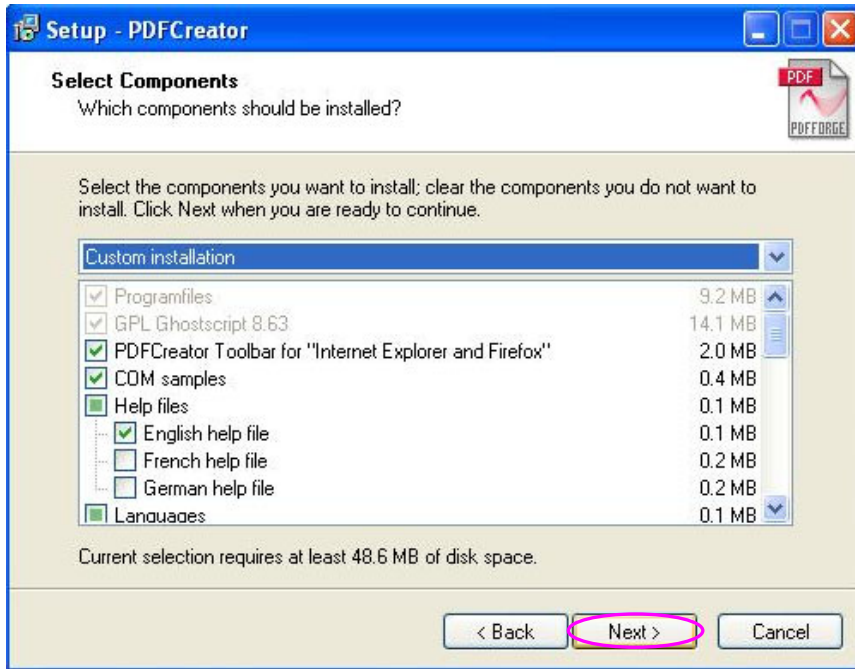 Setup - PDFCreator
Select Components
Which components should be installed?
PDF
PDFFORGE
Select the components you want to install; clear the components you do not want to
install. Click Next when you are ready to continue.
Custom installation
Programfiles 9.2 MB
GPL Ghostscript 8.63 14.1 MB
PDFCreator Toolbar for "Internet Explorer and Firefox" 2.0 MB
COM samples 0.4 MB
Help files 0.1 MB
English help file 0.1 MB
French help file 0.2 MB
German help file 0.2 MB
Languages 0.1 MB
Current selection requires at least 48.6 MB of disk space.
< Back Next > Cancel